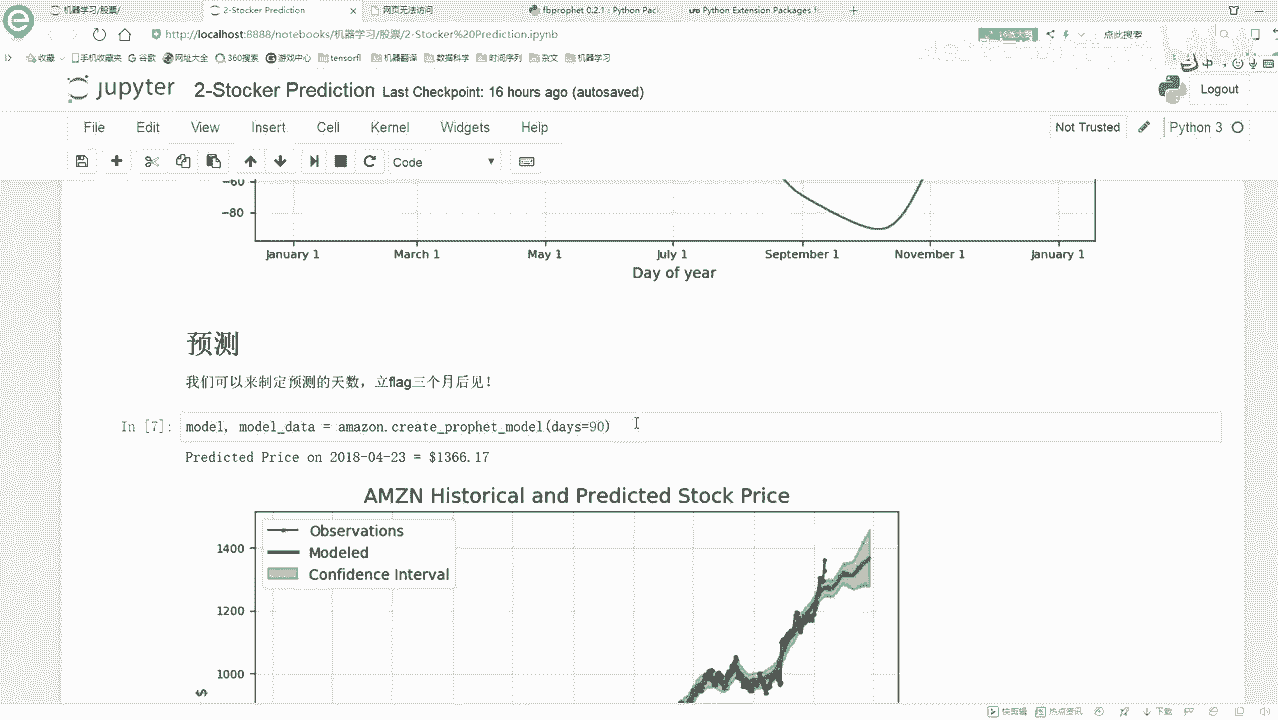 机器学习/股票/
2-Stocker Prediction
网页无法访问
fbprophet 0.2.1 : Python Pac
Python Extension Packages f
http://localhost:8888/notebooks/机器学习/股票/2-Stocker%20Prediction.ipynb
点此搜索
收藏 手机收藏夹 谷歌 网址大全 360搜索 游戏中心 tensorfl 机器翻译 数据科学 时间序列 杂文 机器学习
jupyter 2-Stocker Prediction Last Checkpoint: 16 hours ago (autosaved)
Logout
File Edit View Insert Cell Kernel Widgets Help
Not Trusted
Python 3
Code
−60
−80
January 1 March 1 May 1 July 1 September 1 November 1 January 1
Day of year
预测
我们可以来制定预测的天数，立flag三个月后见！
In [7]: model, model_data = amazon.create_prophet_model(days=90)
Predicted Price on 2018-04-23 = $1366.17
AMZN Historical and Predicted Stock Price
Observations
Modeled
Confidence Interval
1400
1200
1000
$
快剪辑 热点资讯 下载